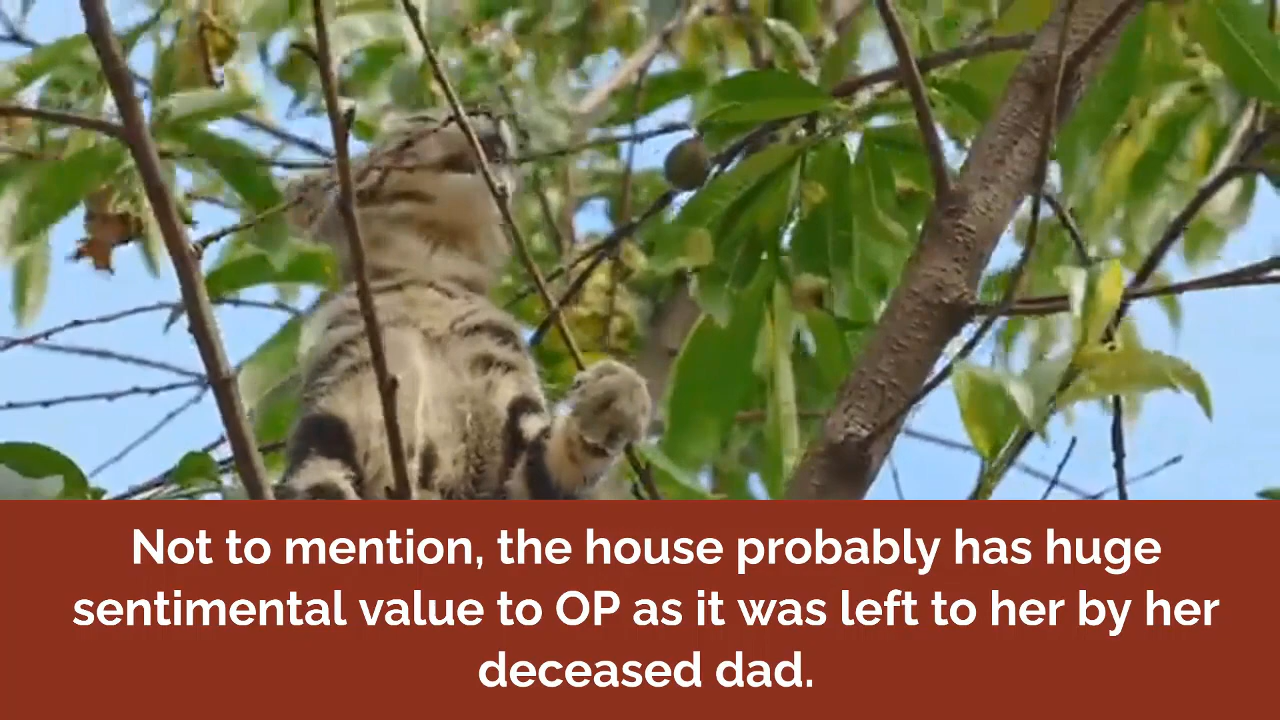 Not to mention, the house probably has huge
sentimental value to OP as it was left to her by her
deceased dad.